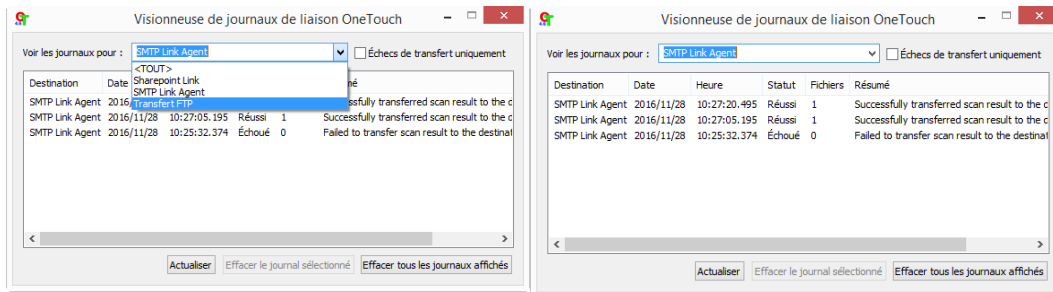 Visionneuse de journaux de liaison OneTouch
Voir les journaux pour : SMTP Link Agent Échecs de transfert uniquement
<TOUT>
Sharepoint Link
SMTP Link Agent
Transfert FTP
Destination Date
SMTP Link Agent 2016/ ssfully transferred scan result to the d
SMTP Link Agent 2016/11/28 10:27:05.195 Réussi 1 Successfully transferred scan result to the d
SMTP Link Agent 2016/11/28 10:25:32.374 Échoué 0 Failed to transfer scan result to the destinat
Actualiser Effacer le journal sélectionné Effacer tous les journaux affichés
Visionneuse de journaux de liaison OneTouch
Voir les journaux pour : SMTP Link Agent Échecs de transfert uniquement
Destination Date Heure Statut Fichiers Résumé
SMTP Link Agent 2016/11/28 10:27:20.495 Réussi 1 Successfully transferred scan result to the d
SMTP Link Agent 2016/11/28 10:27:05.195 Réussi 1 Successfully transferred scan result to the d
SMTP Link Agent 2016/11/28 10:25:32.374 Échoué 0 Failed to transfer scan result to the destinat
Actualiser Effacer le journal sélectionné Effacer tous les journaux affichés